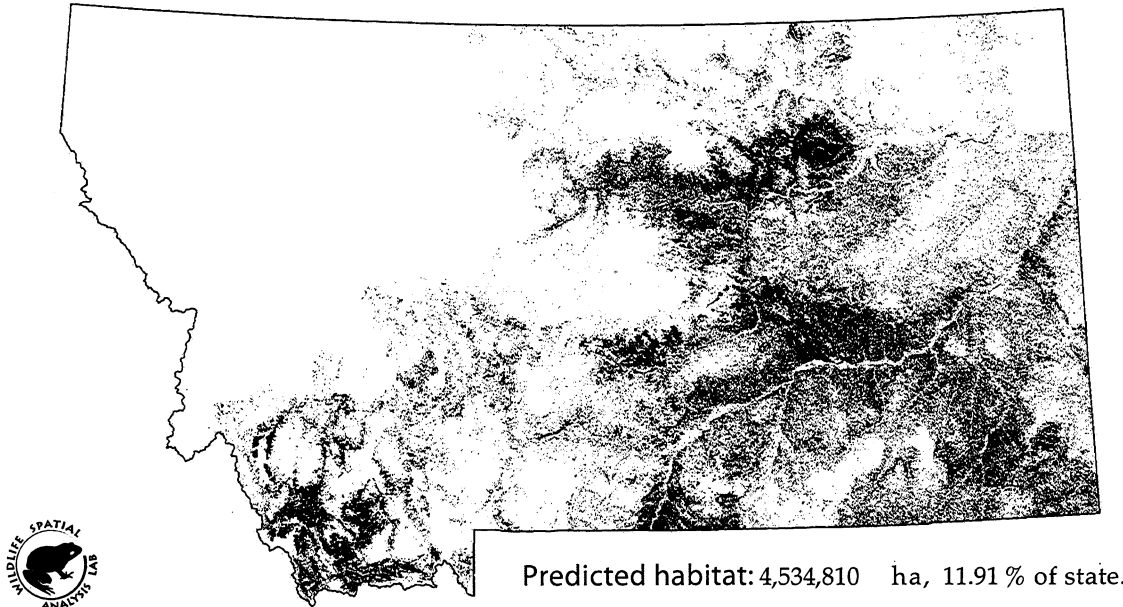 WILDLIFE SPATIAL ANALYSIS LAB
Predicted habitat: 4,534,810 ha, 11.91 % of state.